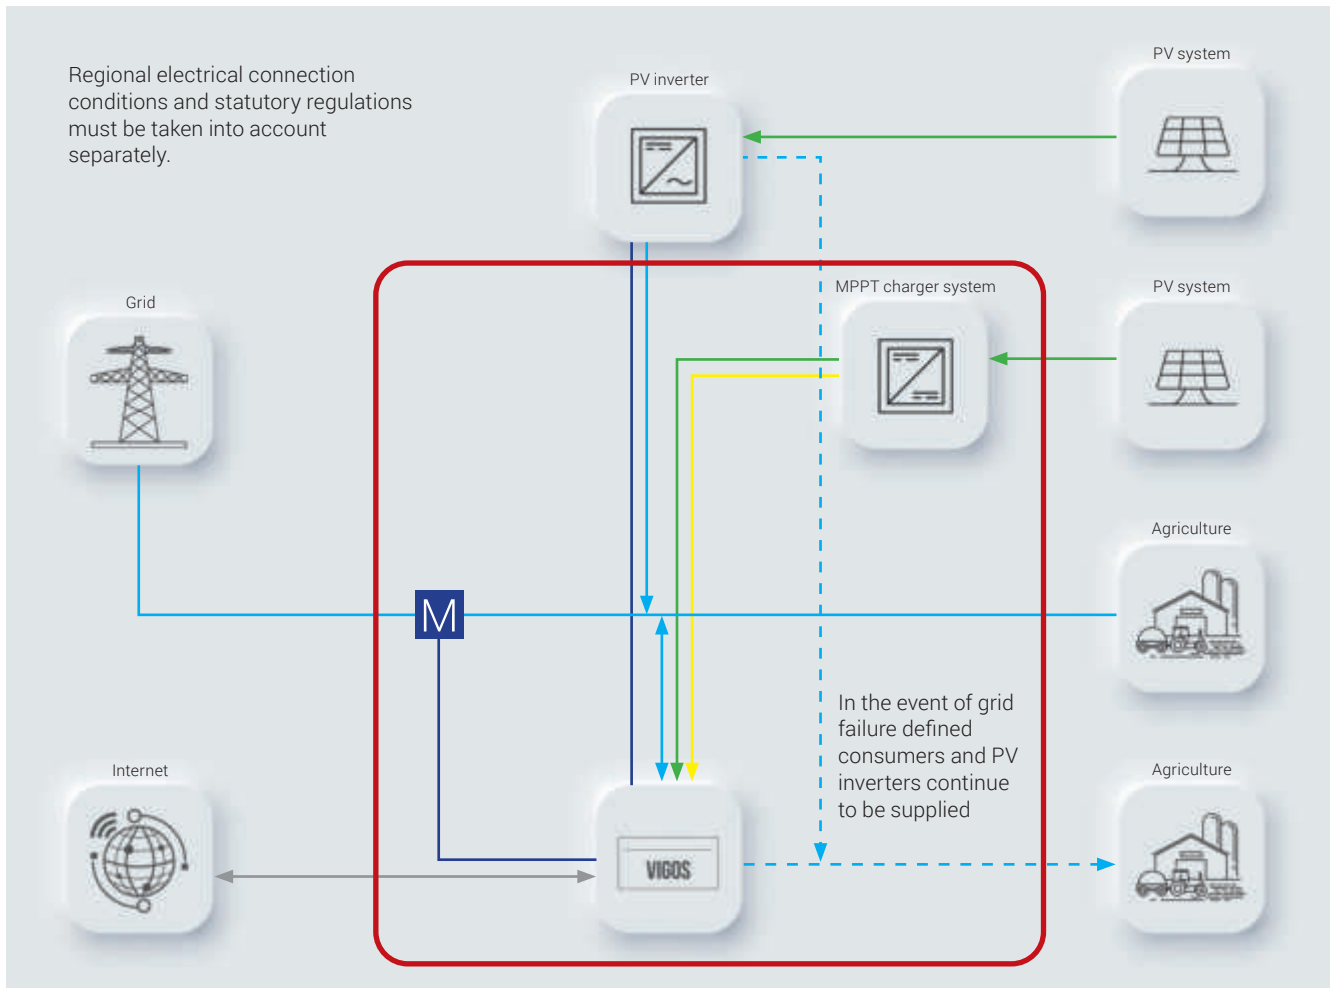 Regional electrical connection
conditions and statutory regulations
must be taken into account
separately.
PV inverter
PV system
Grid
MPPT charger system
PV system
Agriculture
M
In the event of grid
failure defined
consumers and PV
inverters continue
to be supplied
Internet
VIGOS
Agriculture